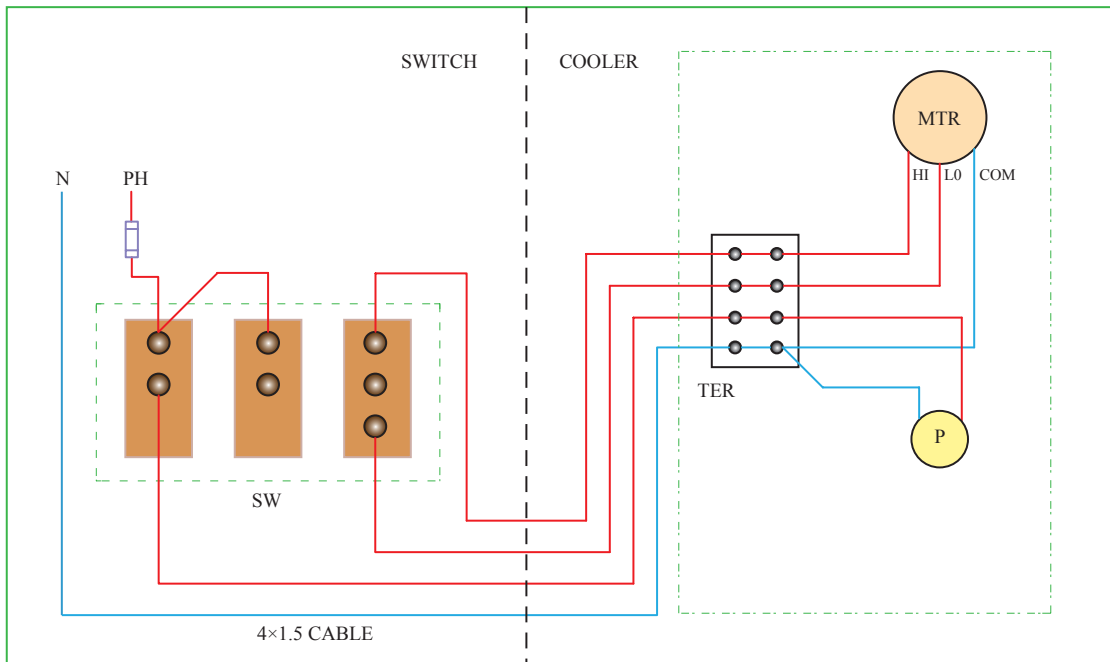 SWITCH
COOLER
MTR
HI
L0
COM
N
PH
TER
P
SW
4×1.5 CABLE